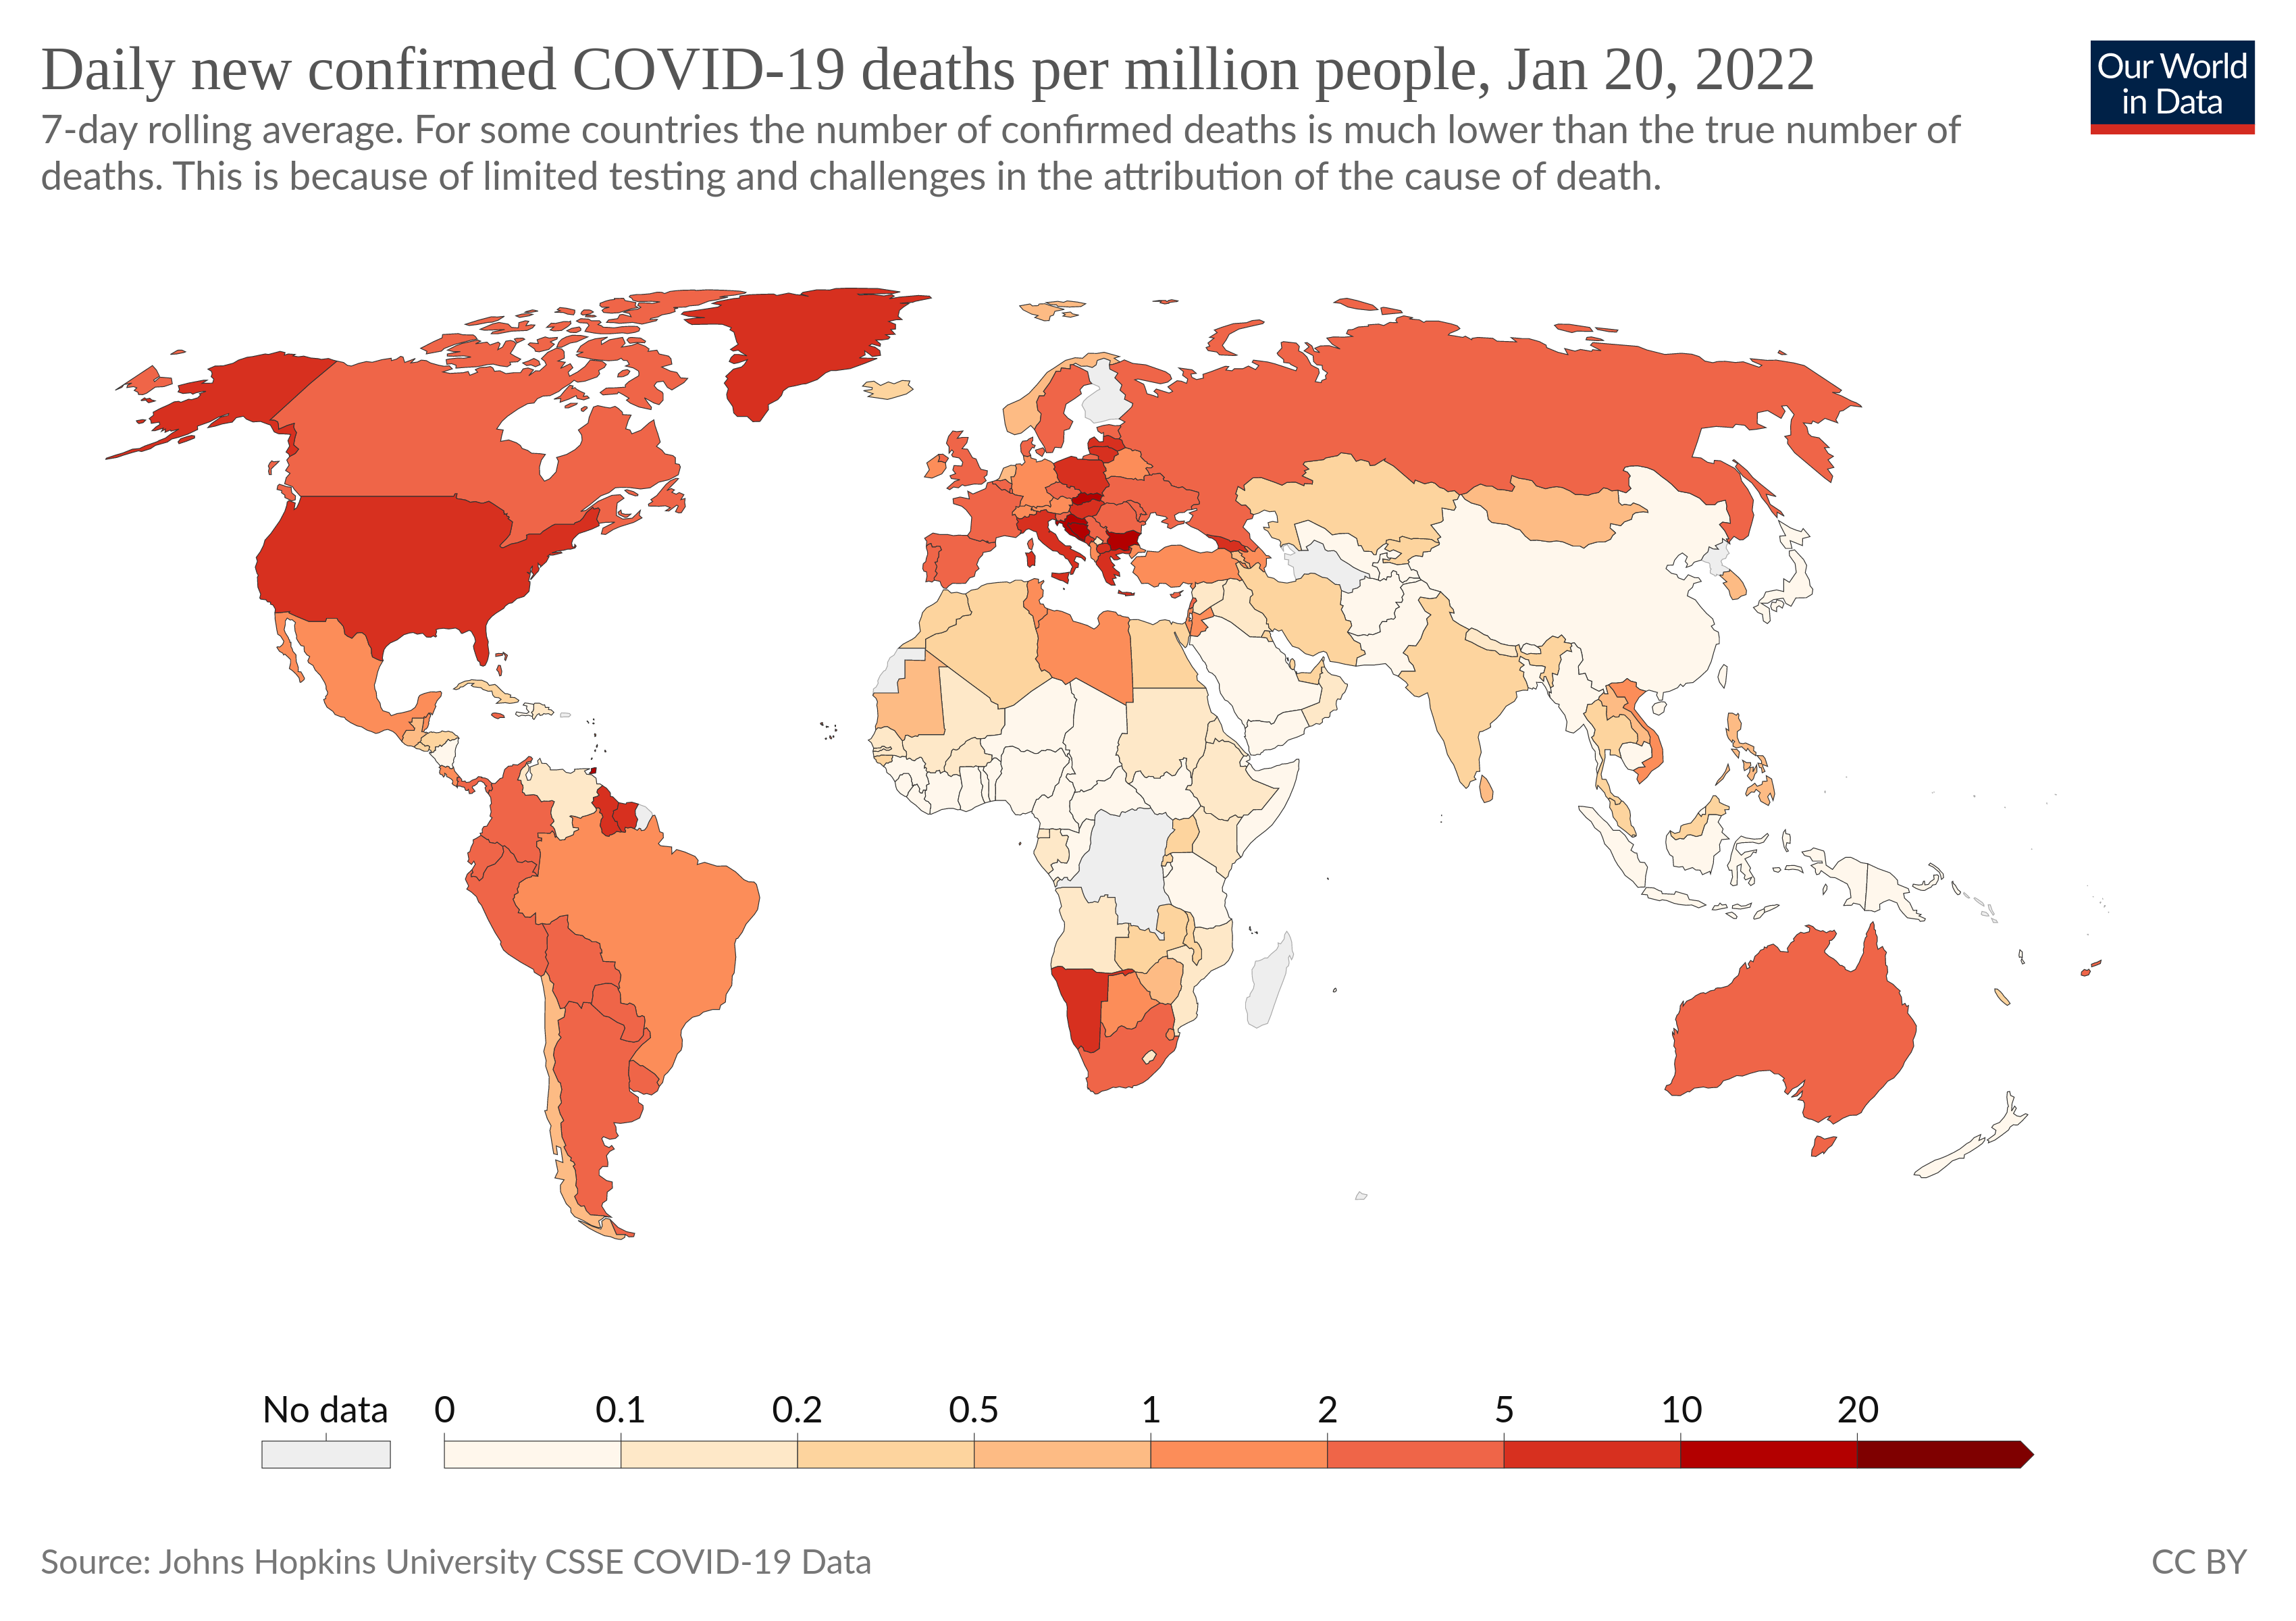 Daily new confirmed COVID-19 deaths per million people, Jan 20, 2022
Our World
in Data
7-day rolling average. For some countries the number of confirmed deaths is much lower than the true number of
deaths. This is because of limited testing and challenges in the attribution of the cause of death.
No data 0 0.1 0.2 0.5 1 2 5 10 20
Source: Johns Hopkins University CSSE COVID-19 Data
CC BY